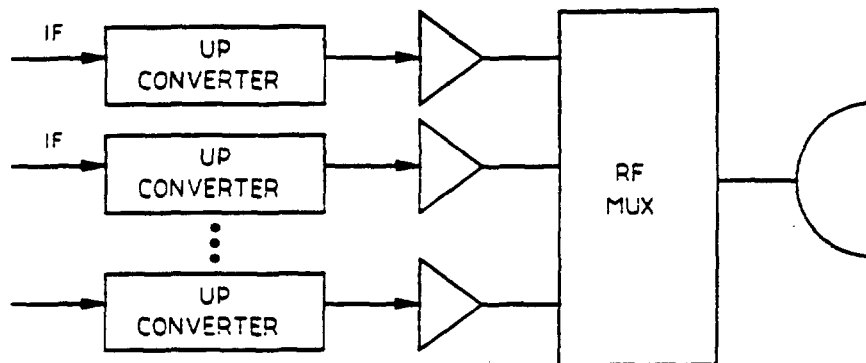 IF
UP
CONVERTER
IF
UP
CONVERTER
UP
CONVERTER
RF
MUX